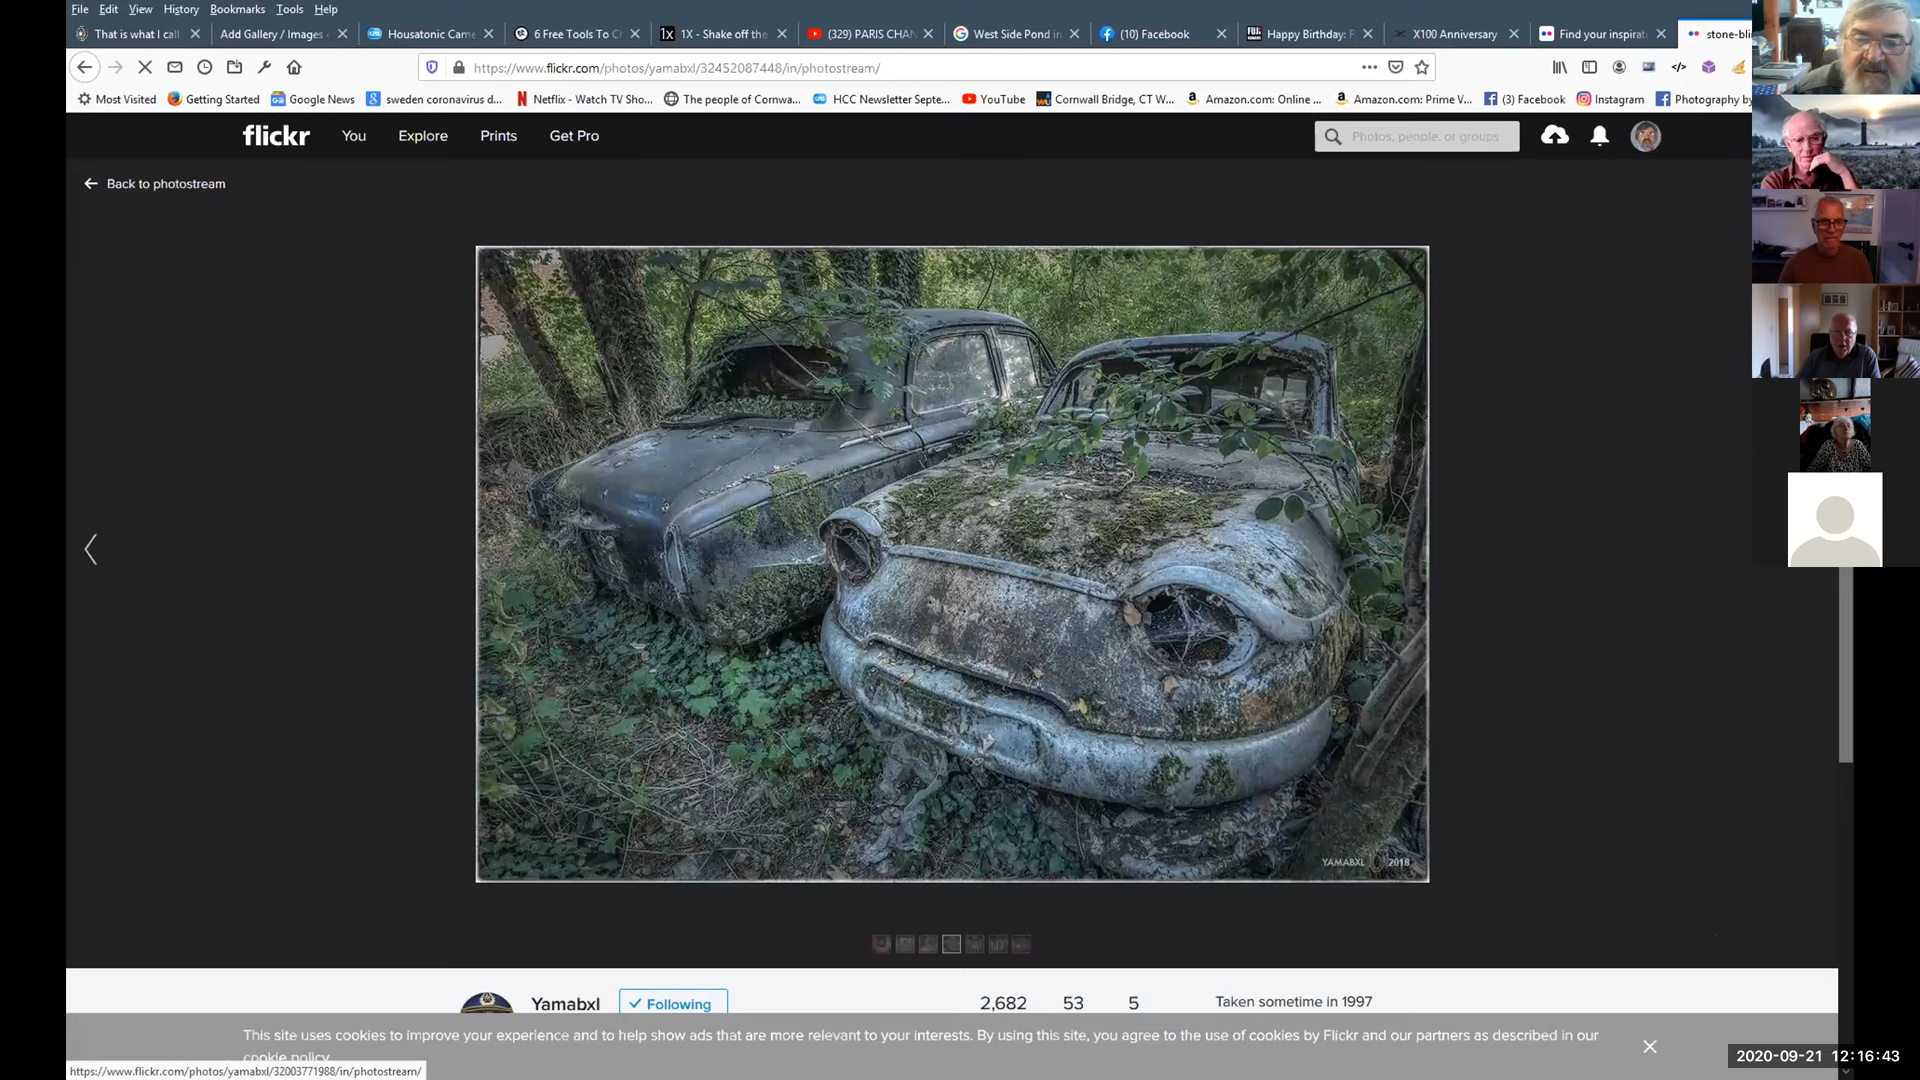 File Edit View History Bookmarks Tools Help
That is what I call
Add Gallery / Images -
Housatonic Came
6 Free Tools To C
1X - Shake off the
(329) PARIS CHAN
West Side Pond in
(10) Facebook
Happy Birthday: F
X100 Anniversary
Find your inspirat
stone-bli
https://www.flickr.com/photos/yamabxl/32452087448/in/photostream/
Most Visited
Getting Started
Google News
sweden coronavirus d...
Netflix - Watch TV Sho...
The people of Cornwa...
HCC Newsletter Septe...
YouTube
Cornwall Bridge, CT W...
Amazon.com: Online ...
Amazon.com: Prime V...
(3) Facebook
Instagram
Photography by
flickr
You
Explore
Prints
Get Pro
Photos, people, or groups
Back to photostream
YAMABXL 2018
Yamabxl
Following
2,682
53
5
Taken sometime in 1997
This site uses cookies to improve your experience and to help show ads that are more relevant to your interests. By using this site, you agree to the use of cookies by Flickr and our partners as described in our
cookie policy.
https://www.flickr.com/photos/yamabxl/32003771988/in/photostream/
2020-09-21 12:16:43